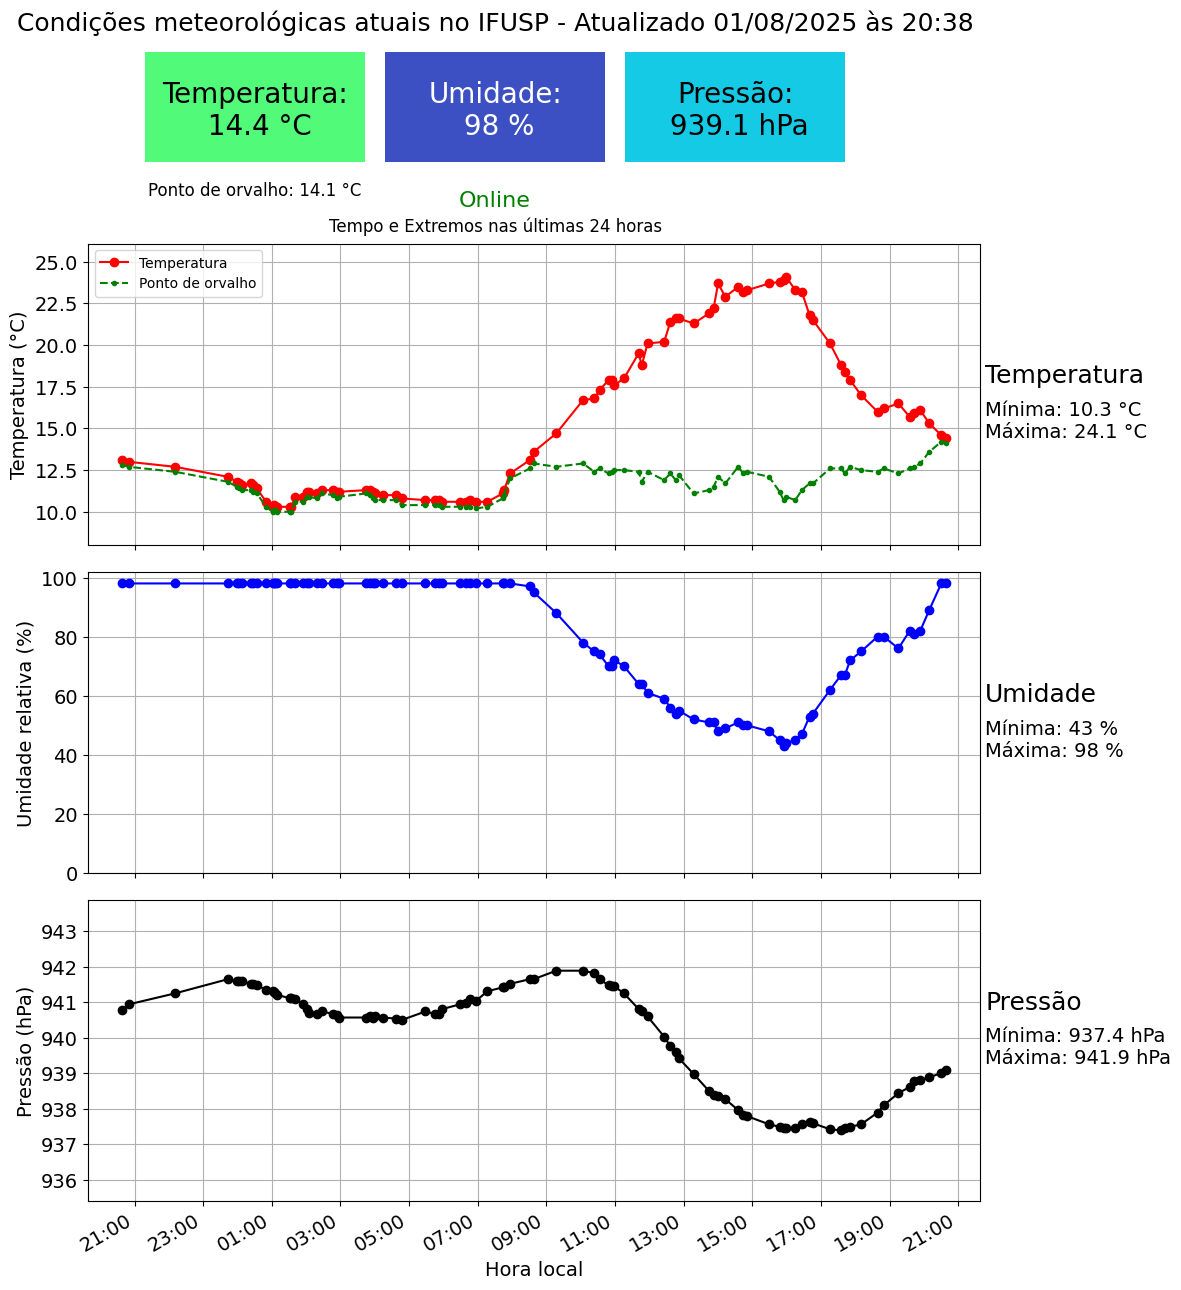 Condições meteorológicas atuais no IFUSP - Atualizado 01/08/2025 às 20:38
Temperatura:
14.4 °C
Umidade:
98 %
Pressão:
939.1 hPa
Ponto de orvalho: 14.1 °C
Online
Tempo e Extremos nas últimas 24 horas
Temperatura
Ponto de orvalho
Temperatura (°C)
25.0
22.5
20.0
17.5
15.0
12.5
10.0
Temperatura
Mínima: 10.3 °C
Máxima: 24.1 °C
Umidade relativa (%)
100
80
60
40
20
0
Umidade
Mínima: 43 %
Máxima: 98 %
Pressão (hPa)
943
942
941
940
939
938
937
936
Pressão
Mínima: 937.4 hPa
Máxima: 941.9 hPa
21:00 23:00 01:00 03:00 05:00 07:00 09:00 11:00 13:00 15:00 17:00 19:00 21:00
Hora local